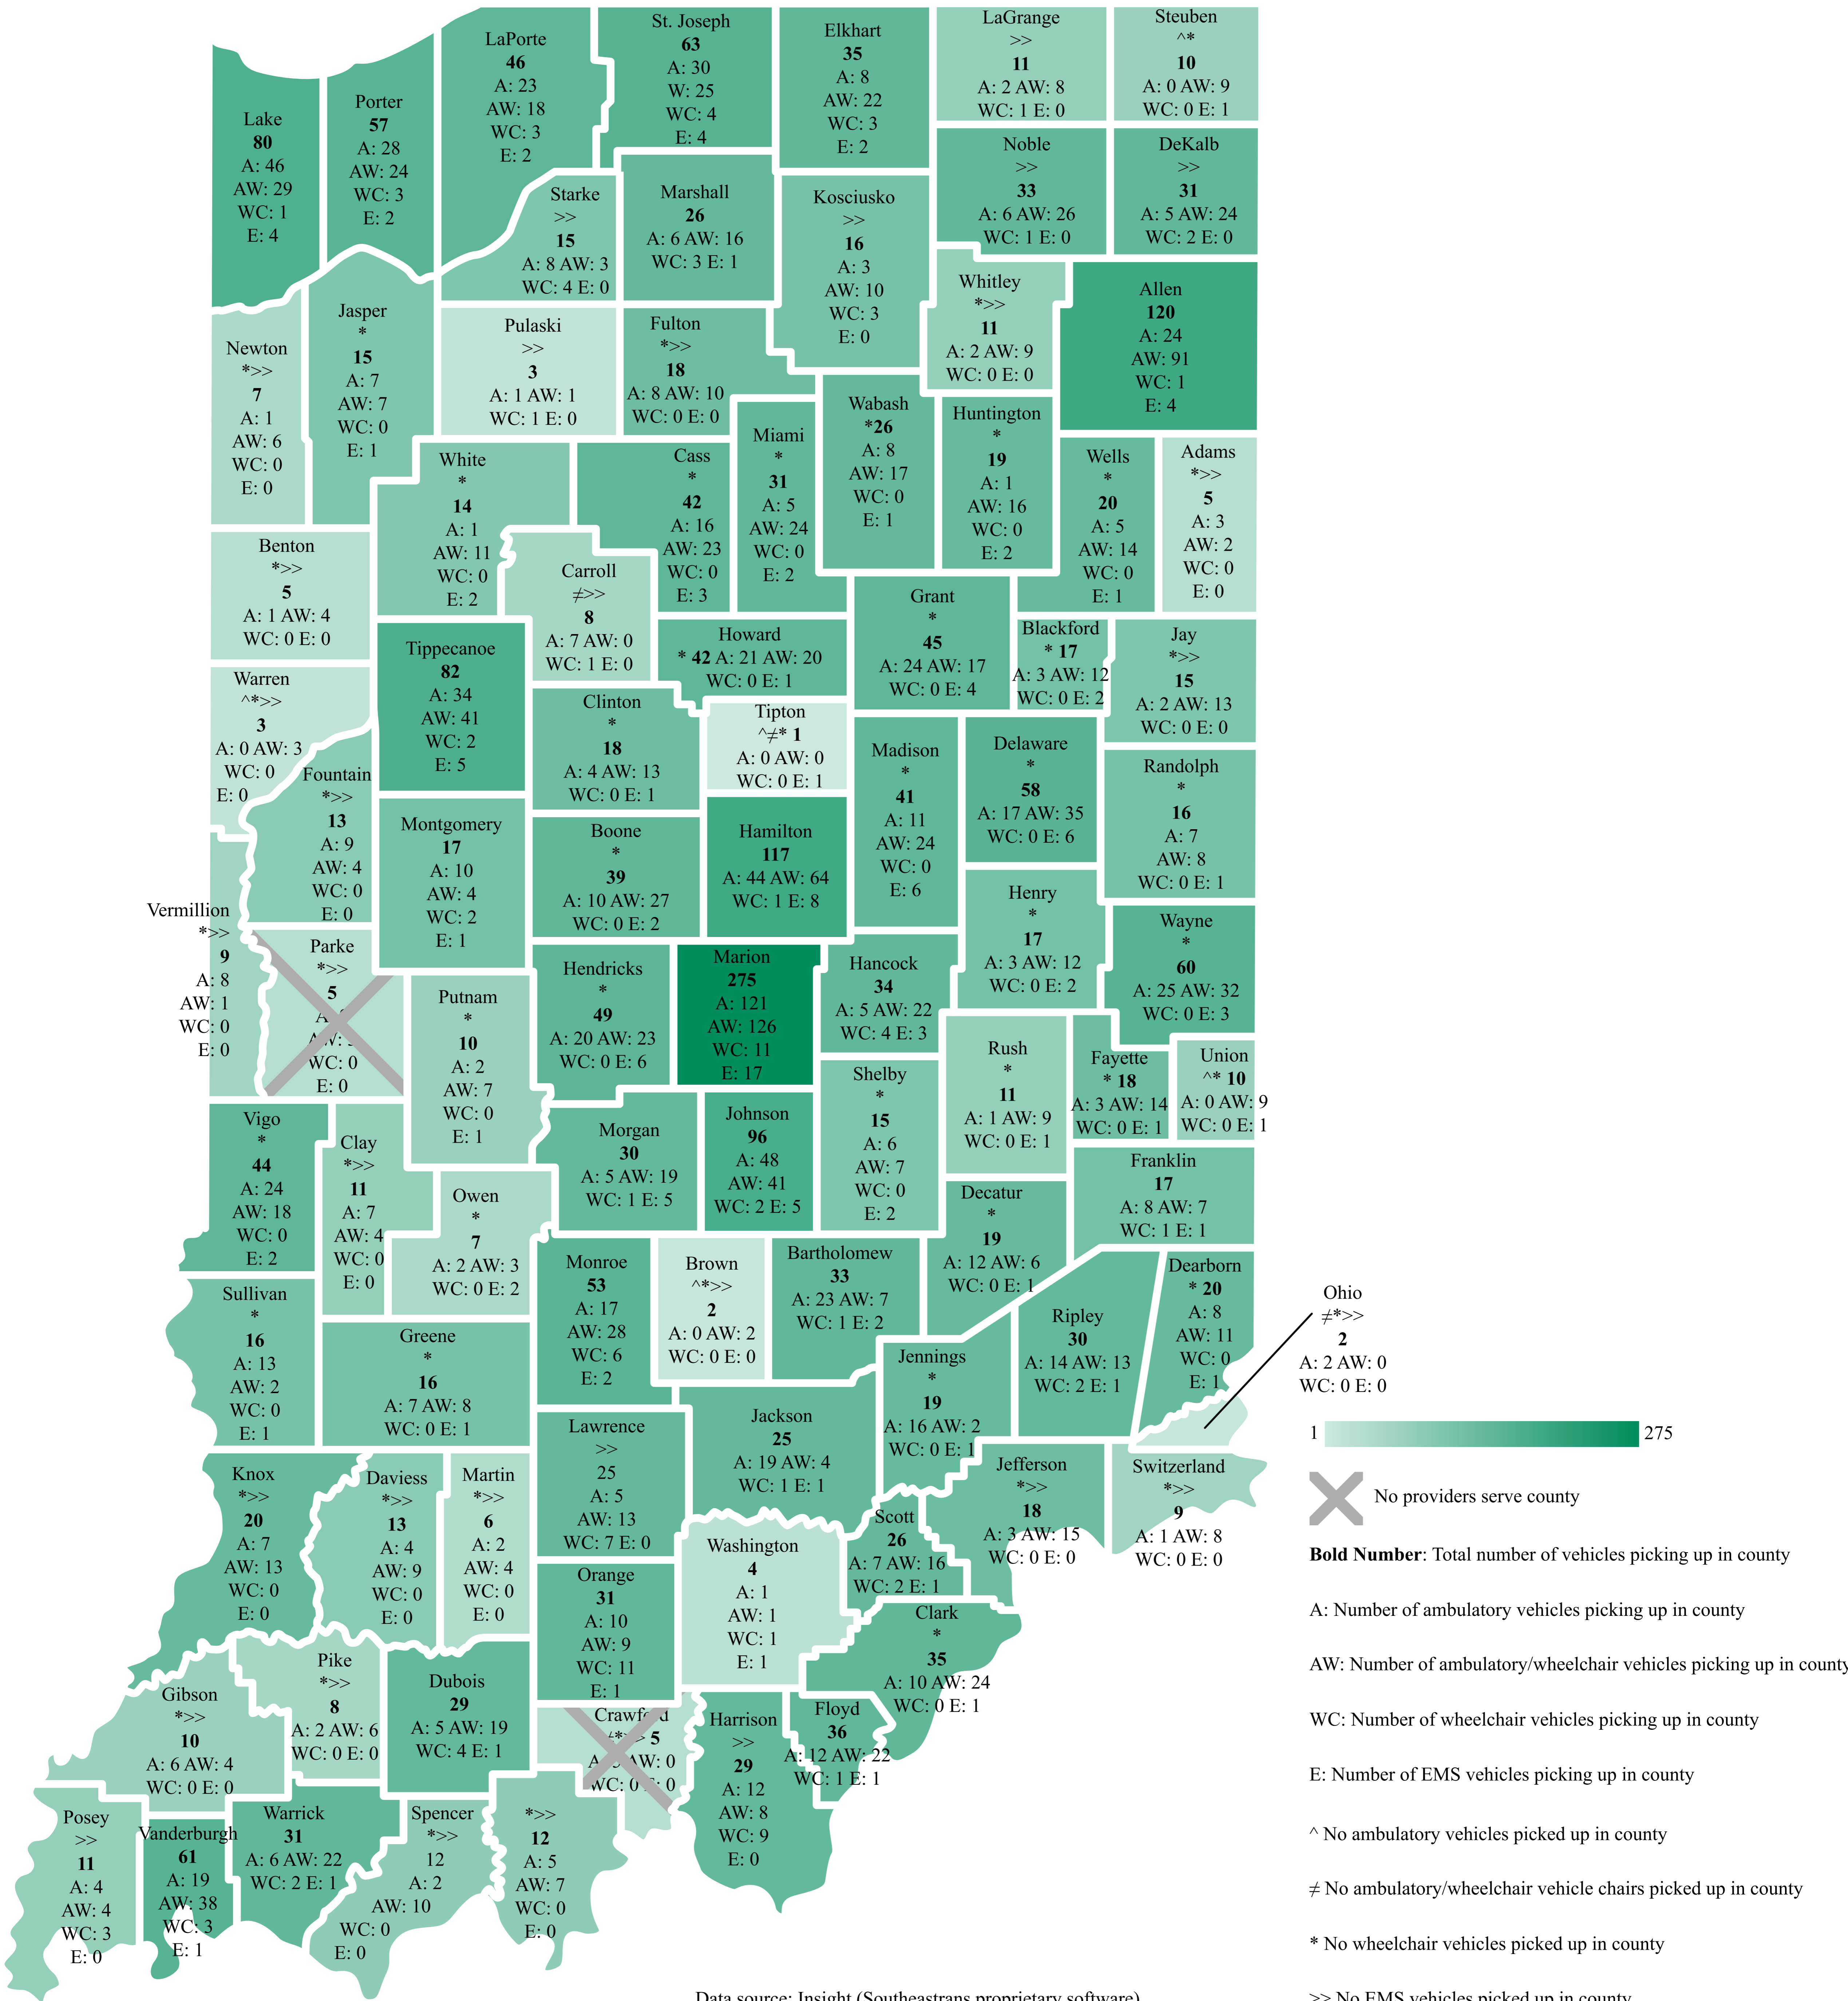 LaPorte
46
A: 23
AW: 18
WC: 3
E: 2
St. Joseph
63
A: 30
W: 25
WC: 4
E: 4
Elkhart
35
A: 8
AW: 22
WC: 3
E: 2
LaGrange
>>
11
A: 2 AW: 8
WC: 1 E: 0
Steuben
^*
10
A: 0 AW: 9
WC: 0 E: 1
Lake
80
A: 46
AW: 29
WC: 1
E: 4
Porter
57
A: 28
AW: 24
WC: 3
E: 2
Noble
>>
33
A: 6 AW: 26
WC: 1 E: 0
DeKalb
>>
31
A: 5 AW: 24
WC: 2 E: 0
Starke
>>
15
A: 8 AW: 3
WC: 4 E: 0
Marshall
26
A: 6 AW: 16
WC: 3 E: 1
Kosciusko
>>
16
A: 3
AW: 10
WC: 3
E: 0
Whitley
*>>
11
A: 2 AW: 9
WC: 0 E: 0
Allen
120
A: 24
AW: 91
WC: 1
E: 4
Newton
*>>
7
A: 1
AW: 6
WC: 0
E: 0
Jasper
*
15
A: 7
AW: 7
WC: 0
E: 1
Pulaski
>>
3
A: 1 AW: 1
WC: 1 E: 0
Fulton
*>>
18
A: 8 AW: 10
WC: 0 E: 0
Wabash
*26
A: 8
AW: 17
WC: 0
E: 1
Huntington
*
19
A: 1
AW: 16
WC: 0
E: 2
Miami
*
31
A: 5
AW: 24
WC: 0
E: 2
Wells
*
20
A: 5
AW: 14
WC: 0
E: 1
Adams
*>>
5
A: 3
AW: 2
WC: 0
E: 0
White
*
14
A: 1
AW: 11
WC: 0
E: 2
Cass
*
42
A: 16
AW: 23
WC: 0
E: 3
Benton
*>>
5
A: 1 AW: 4
WC: 0 E: 0
Carroll
≠>>
8
A: 7 AW: 0
WC: 1 E: 0
Grant
*
45
A: 24 AW: 17
WC: 0 E: 4
Blackford
* 17
A: 3 AW: 12
WC: 0 E: 2
Jay
*>>
15
A: 2 AW: 13
WC: 0 E: 0
Howard
* 42 A: 21 AW: 20
WC: 0 E: 1
Tippecanoe
82
A: 34
AW: 41
WC: 2
E: 5
Warren
^*>>
3
A: 0 AW: 3
WC: 0
E: 0
Clinton
*
18
A: 4 AW: 13
WC: 0 E: 1
Tipton
^≠* 1
A: 0 AW: 0
WC: 0 E: 1
Madison
*
41
A: 11
AW: 24
WC: 0
E: 6
Delaware
*
58
A: 17 AW: 35
WC: 0 E: 6
Randolph
*
16
A: 7
AW: 8
WC: 0 E: 1
Fountain
*>>
13
A: 9
AW: 4
WC: 0
E: 0
Montgomery
17
A: 10
AW: 4
WC: 2
E: 1
Boone
*
39
A: 10 AW: 27
WC: 0 E: 2
Hamilton
117
A: 44 AW: 64
WC: 1 E: 8
Henry
*
17
A: 3 AW: 12
WC: 0 E: 2
Wayne
*
60
A: 25 AW: 32
WC: 0 E: 3
Vermillion
*>>
9
A: 8
AW: 1
WC: 0
E: 0
Parke
*>>
5
WC: 0
E: 0
Putnam
*
10
A: 2
AW: 7
WC: 0
E: 1
Hendricks
*
49
A: 20 AW: 23
WC: 0 E: 6
Marion
275
A: 121
AW: 126
WC: 11
E: 17
Hancock
34
A: 5 AW: 22
WC: 4 E: 3
Rush
*
11
A: 1 AW: 9
WC: 0 E: 1
Fayette
* 18
A: 3 AW: 14
WC: 0 E: 1
Union
^* 10
A: 0 AW: 9
WC: 0 E: 1
Shelby
*
15
A: 6
AW: 7
WC: 0
E: 2
Vigo
*
44
A: 24
AW: 18
WC: 0
E: 2
Clay
*>>
11
A: 7
AW: 4
WC: 0
E: 0
Morgan
30
A: 5 AW: 19
WC: 1 E: 5
Johnson
96
A: 48
AW: 41
WC: 2 E: 5
Franklin
17
A: 8 AW: 7
WC: 1 E: 1
Owen
*
7
A: 2 AW: 3
WC: 0 E: 2
Decatur
*
19
A: 12 AW: 6
WC: 0 E: 1
Monroe
53
A: 17
AW: 28
WC: 6
E: 2
Brown
^*>>
2
A: 0 AW: 2
WC: 0 E: 0
Bartholomew
33
A: 23 AW: 7
WC: 1 E: 2
Dearborn
* 20
A: 8
AW: 11
WC: 0
E: 1
Ripley
30
A: 14 AW: 13
WC: 2 E: 1
Ohio
≠*>>
2
A: 2 AW: 0
WC: 0 E: 0
Sullivan
*
16
A: 13
AW: 2
WC: 0
E: 1
Greene
*
16
A: 7 AW: 8
WC: 0 E: 1
Jennings
*
19
A: 16 AW: 2
WC: 0 E: 1
Lawrence
>>
25
A: 5
AW: 13
WC: 7 E: 0
Jackson
25
A: 19 AW: 4
WC: 1 E: 1
Jefferson
*>>
18
A: 3 AW: 15
WC: 0 E: 0
Switzerland
*>>
9
A: 1 AW: 8
WC: 0 E: 0
Knox
*>>
20
A: 7
AW: 13
WC: 0
E: 0
Daviess
*>>
13
A: 4
AW: 9
WC: 0
E: 0
Martin
*>>
6
A: 2
AW: 4
WC: 0
E: 0
Scott
26
A: 7 AW: 16
WC: 2 E: 1
Washington
4
A: 1
AW: 1
WC: 1
E: 1
Orange
31
A: 10
AW: 9
WC: 11
E: 1
Clark
*
35
A: 10 AW: 24
WC: 0 E: 1
Pike
*>>
8
A: 2 AW: 6
WC: 0 E: 0
Dubois
29
A: 5 AW: 19
WC: 4 E: 1
Gibson
*>>
10
A: 6 AW: 4
WC: 0 E: 0
Crawford
5
AW: 0
WC: 0 E: 0
Harrison
>>
29
A: 12
AW: 8
WC: 9
E: 0
Floyd
36
A: 12 AW: 22
WC: 1 E: 1
Posey
>>
11
A: 4
AW: 4
WC: 3
E: 0
Vanderburgh
61
A: 19
AW: 38
WC: 3
E: 1
Warrick
31
A: 6 AW: 22
WC: 2 E: 1
Spencer
*>>
12
A: 2
AW: 10
WC: 0
E: 0
*>>
12
A: 5
AW: 7
WC: 0
E: 0
1 275
No providers serve county
Bold Number: Total number of vehicles picking up in county
A: Number of ambulatory vehicles picking up in county
AW: Number of ambulatory/wheelchair vehicles picking up in county
WC: Number of wheelchair vehicles picking up in county
E: Number of EMS vehicles picking up in county
^ No ambulatory vehicles picked up in county
≠ No ambulatory/wheelchair vehicle chairs picked up in county
* No wheelchair vehicles picked up in county
>> No EMS vehicles picked up in county
Data source: Insight (Southeastrans proprietary software)